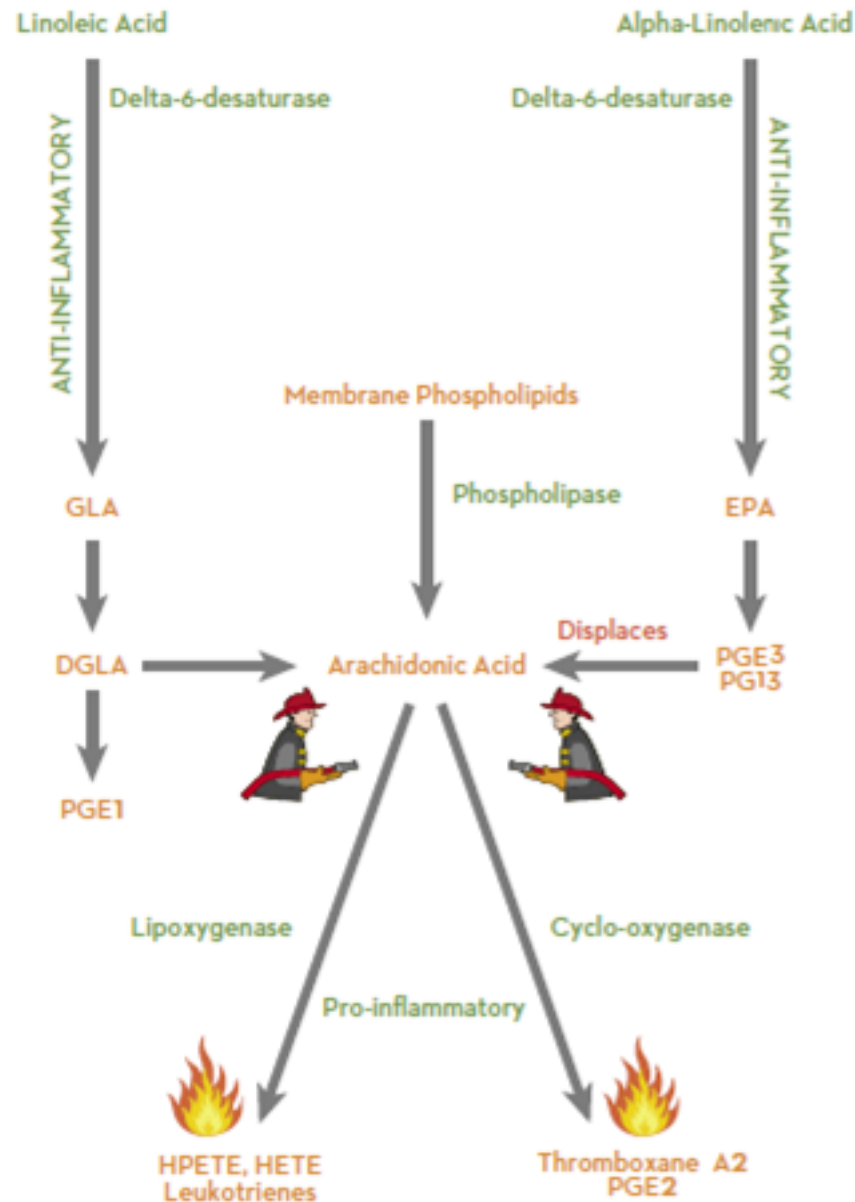 Linoleic Acid
Alpha-Linolenic Acid
Delta-6-desaturase
Delta-6-desaturase
ANTI-INFLAMMATORY
ANTI-INFLAMMATORY
Membrane Phospholipids
GLA
Phospholipase
EPA
Displaces
DGLA
Arachidonic Acid
PGE3
PG13
PGE1
Lipoxygenase
Cyclo-oxygenase
Pro-inflammatory
HPETE, HETE
Leukotrienes
Thromboxane A2
PGE2